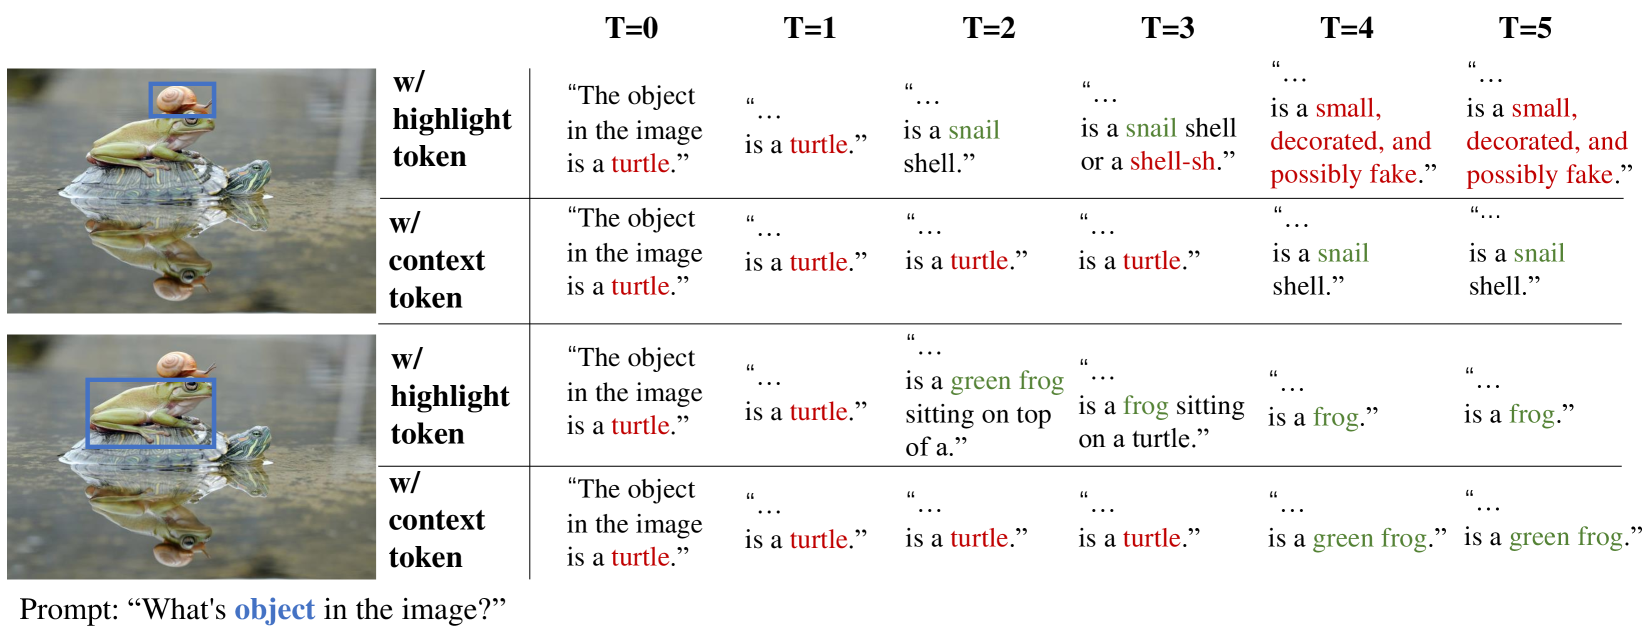 T=0 T=1 T=2 T=3 T=4 T=5
w/
highlight
token
“The object
in the image
is a turtle.”
“…
is a turtle.”
“…
is a snail
shell.”
“…
is a snail shell
or a shell-sh.”
“…
is a small,
decorated, and
possibly fake.”
“…
is a small,
decorated, and
possibly fake.”
w/
context
token
“The object
in the image
is a turtle.”
“…
is a turtle.”
“…
is a turtle.”
“…
is a turtle.”
“…
is a snail
shell.”
“…
is a snail
shell.”
w/
highlight
token
“The object
in the image
is a turtle.”
“…
is a turtle.”
“…
is a green frog
sitting on top
of a.”
“…
is a frog sitting
on a turtle.”
“…
is a frog.”
“…
is a frog.”
w/
context
token
“The object
in the image
is a turtle.”
“…
is a turtle.”
“…
is a turtle.”
“…
is a turtle.”
“…
is a green frog.”
“…
is a green frog.”
Prompt: “What's object in the image?”